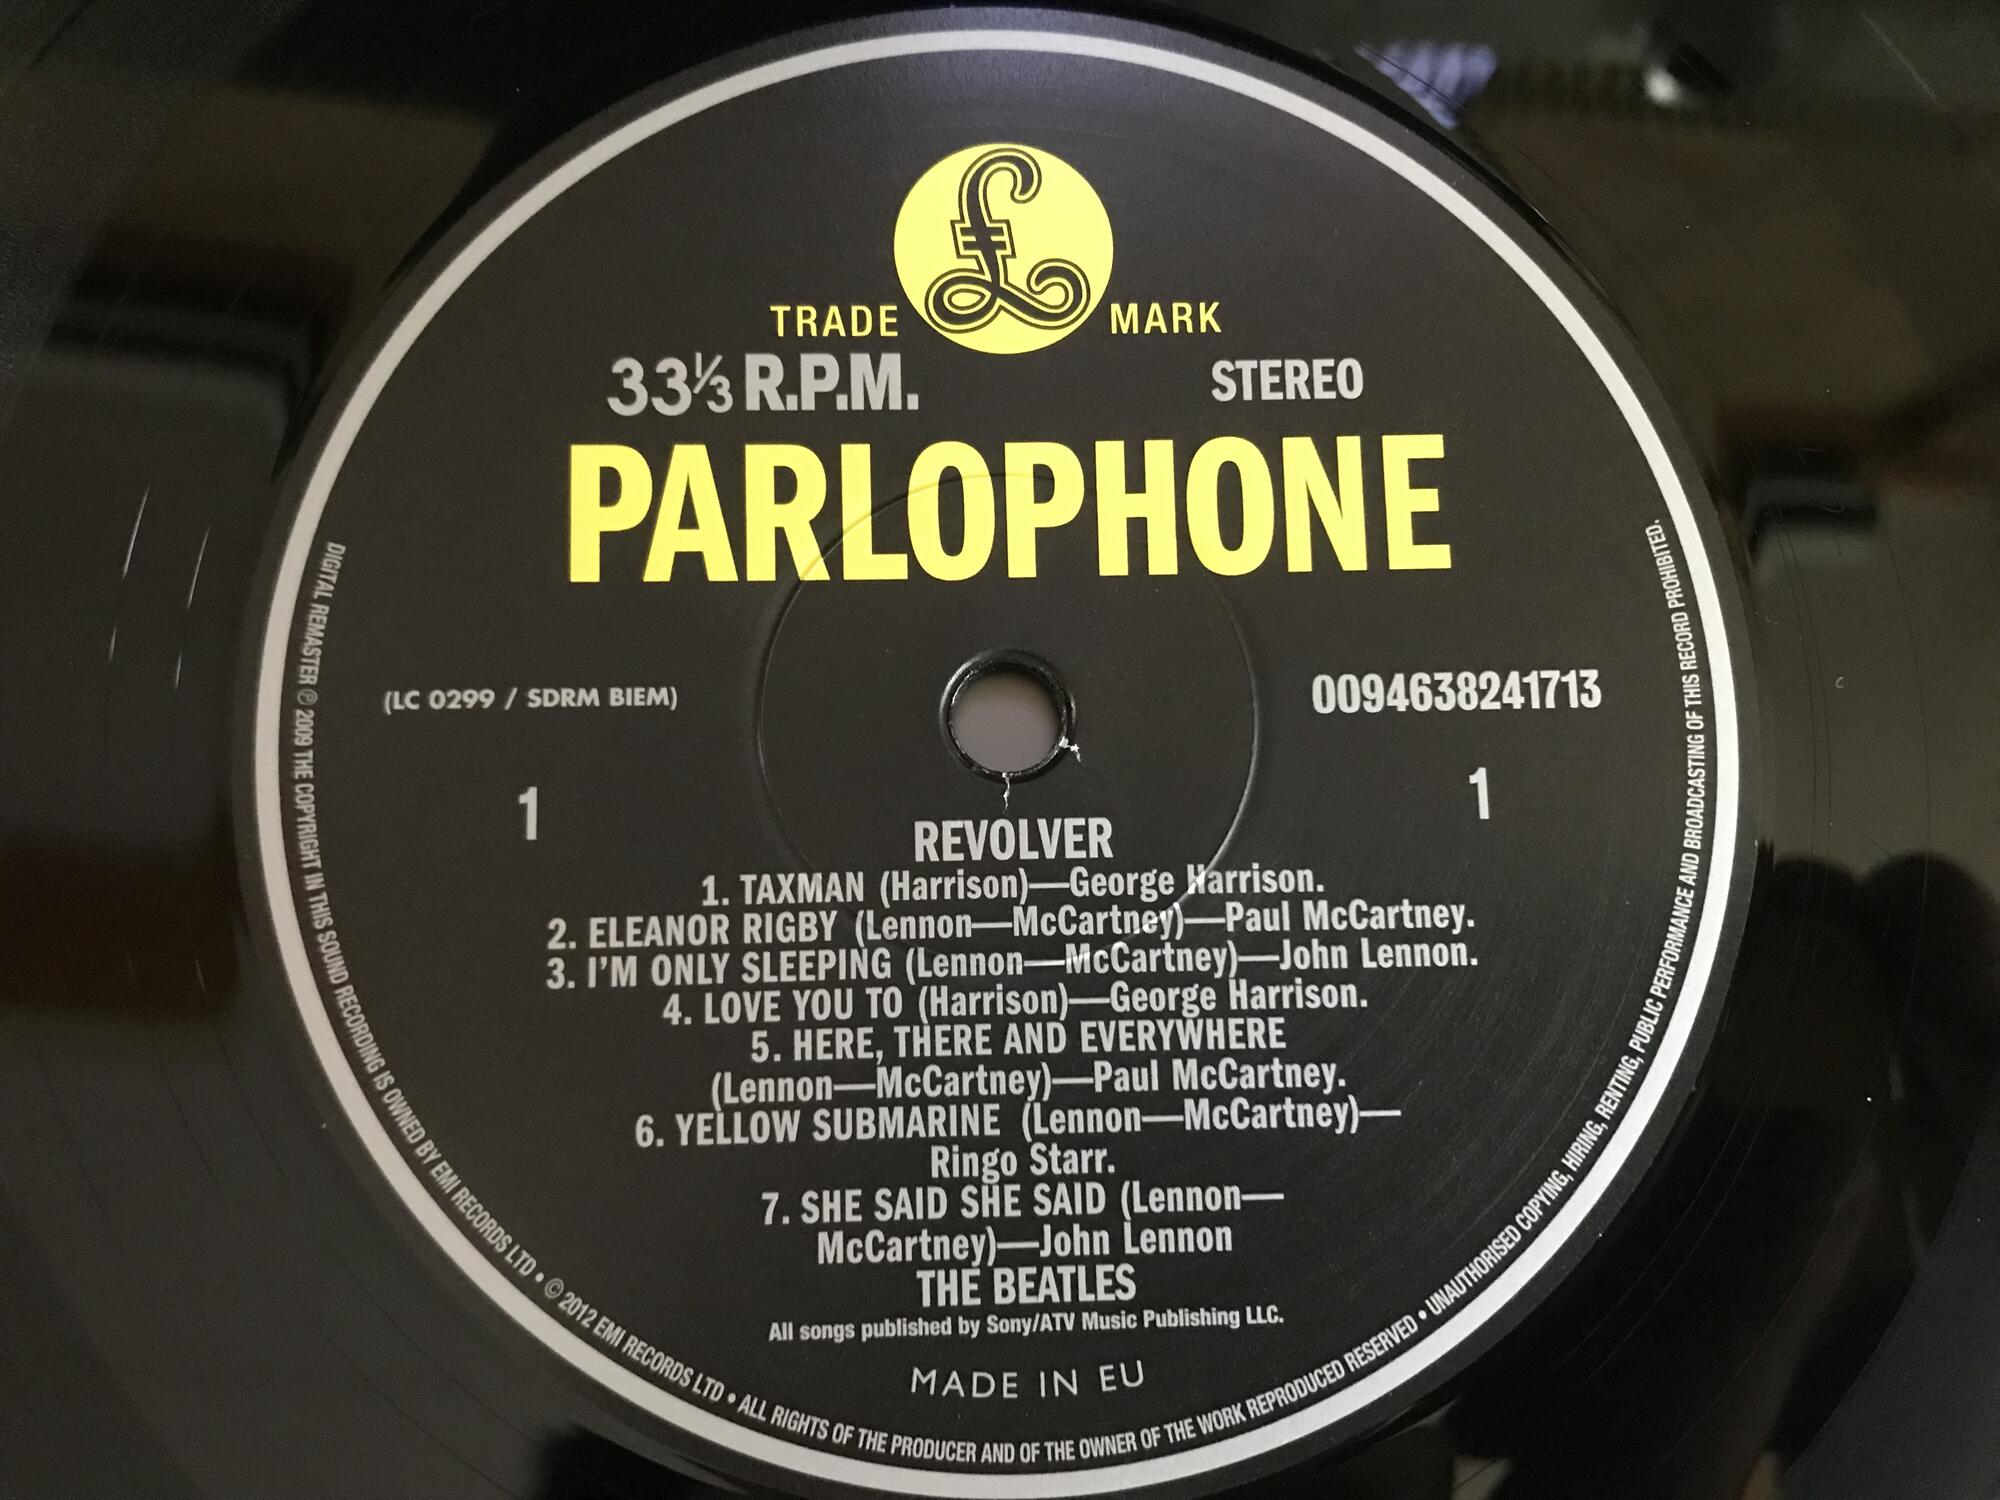 £
TRADE MARK
33⅓ R.P.M. STEREO
PARLOPHONE
(LC 0299 / SDRM BIEM) 0094638241713
1 1
REVOLVER
1. TAXMAN (Harrison)—George Harrison.
2. ELEANOR RIGBY (Lennon—McCartney)—Paul McCartney.
3. I'M ONLY SLEEPING (Lennon—McCartney)—John Lennon.
4. LOVE YOU TO (Harrison)—George Harrison.
5. HERE, THERE AND EVERYWHERE
(Lennon—McCartney)—Paul McCartney.
6. YELLOW SUBMARINE (Lennon—McCartney)—
Ringo Starr.
7. SHE SAID SHE SAID (Lennon—
McCartney)—John Lennon
THE BEATLES
All songs published by Sony/ATV Music Publishing LLC.
MADE IN EU
DIGITAL REMASTER ℗ 2009 THE COPYRIGHT IN THIS SOUND RECORDING IS OWNED BY EMI RECORDS LTD • © 2012 EMI RECORDS LTD • ALL RIGHTS OF THE PRODUCER AND OF THE OWNER OF THE WORK REPRODUCED RESERVED • UNAUTHORISED COPYING, HIRING, RENTING, PUBLIC PERFORMANCE AND BROADCASTING OF THIS RECORD PROHIBITED.